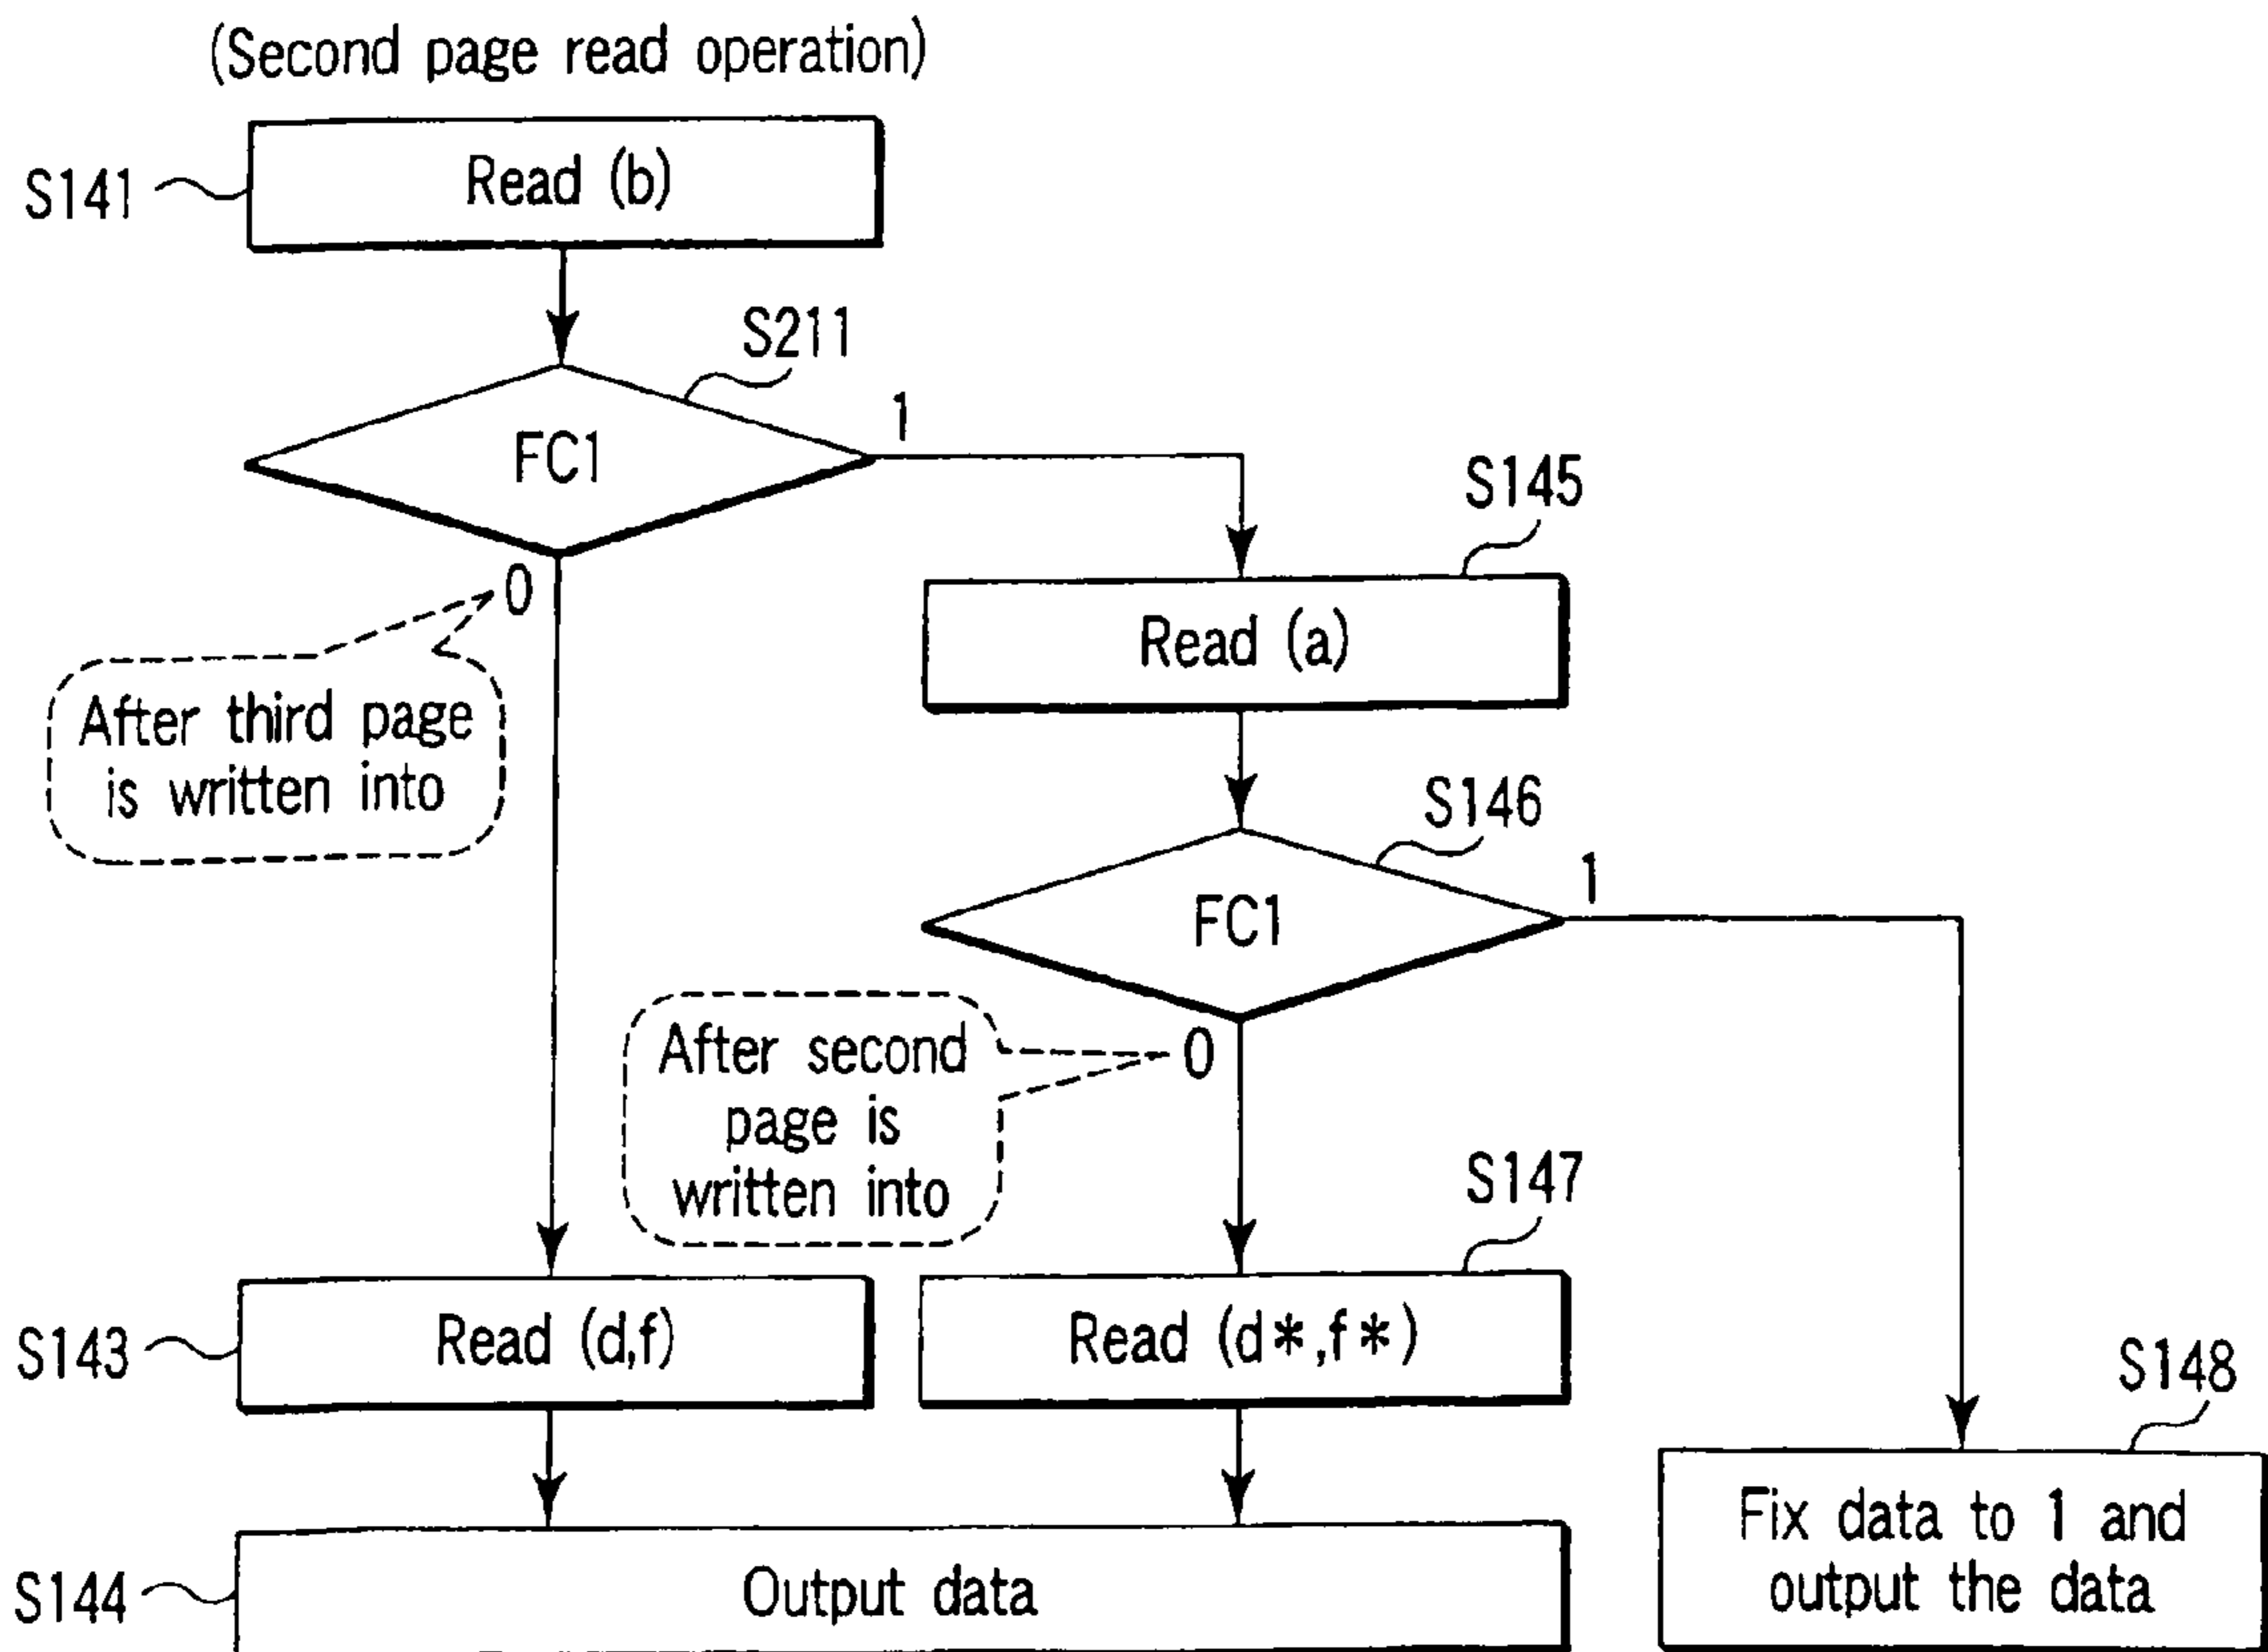 (Second page read operation)
S141
Read (b)
S211
FC1
1
0
After third page
is written into
S145
Read (a)
S146
FC1
1
0
After second
page is
written into
S143
Read (d,f)
S147
Read (d*,f*)
S148
Fix data to 1 and
output the data
S144
Output data